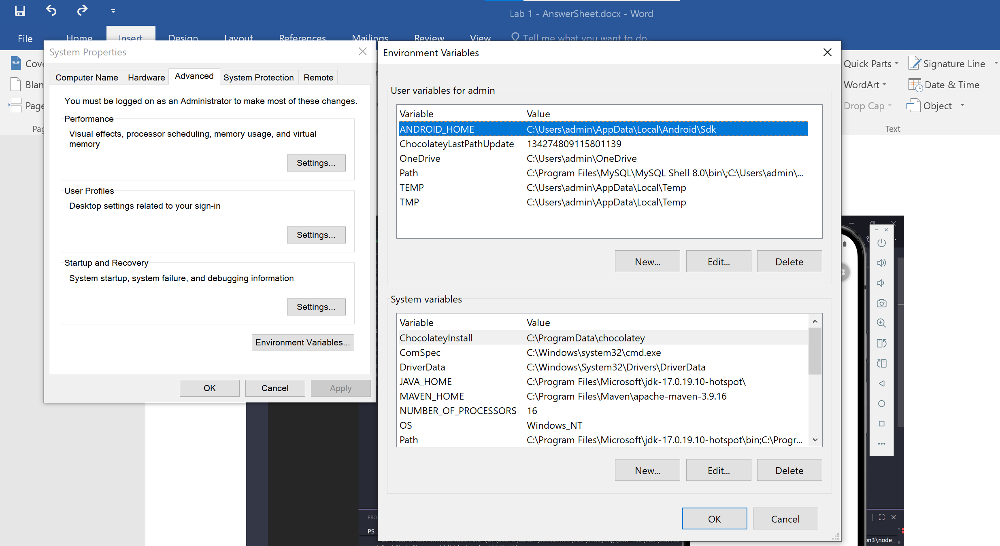 Lab 1 - AnswerSheet.docx - Word
File Home Insert Design Layout References Mailings Review View Tell me what you want to do...
System Properties
Computer Name Hardware Advanced System Protection Remote
You must be logged on as an Administrator to make most of these changes.
Performance
Visual effects, processor scheduling, memory usage, and virtual
memory
Settings...
User Profiles
Desktop settings related to your sign-in
Settings...
Startup and Recovery
System startup, system failure, and debugging information
Settings...
Environment Variables...
OK Cancel Apply
Environment Variables
User variables for admin
Variable Value
ANDROID_HOME C:\Users\admin\AppData\Local\Android\Sdk
ChocolateyLastPathUpdate 134274809115801139
OneDrive C:\Users\admin\OneDrive
Path C:\Program Files\MySQL\MySQL Shell 8.0\bin\;C:\Users\admin\...
TEMP C:\Users\admin\AppData\Local\Temp
TMP C:\Users\admin\AppData\Local\Temp
New... Edit... Delete
System variables
Variable Value
ChocolateyInstall C:\ProgramData\chocolatey
ComSpec C:\Windows\system32\cmd.exe
DriverData C:\Windows\System32\Drivers\DriverData
JAVA_HOME C:\Program Files\Microsoft\jdk-17.0.19.10-hotspot\
MAVEN_HOME C:\Program Files\Maven\apache-maven-3.9.16
NUMBER_OF_PROCESSORS 16
OS Windows_NT
Path C:\Program Files\Microsoft\jdk-17.0.19.10-hotspot\bin;C:\Progr...
New... Edit... Delete
OK Cancel
Quick Parts Signature Line
WordArt Date & Time
Drop Cap Object
Text
Cove
Blan
Page
Pag
PRO
PS
on3\node_